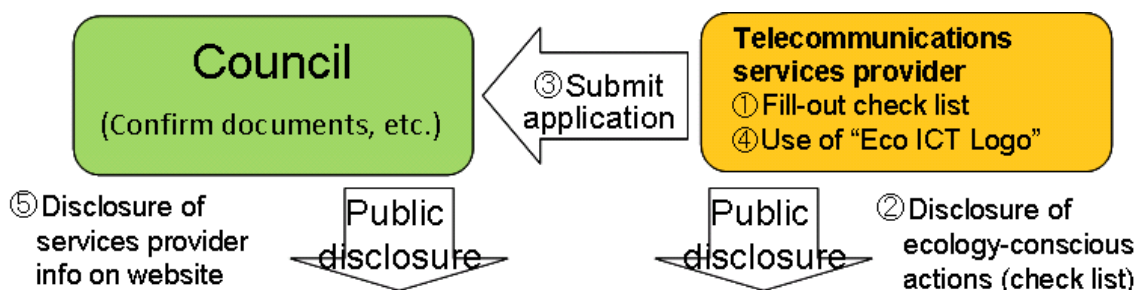 Council
(Confirm documents, etc.)
③Submit
application
Telecommunications
services provider
①Fill-out check list
④Use of “Eco ICT Logo”
⑤Disclosure of
services provider
info on website
Public
disclosure
Public
disclosure
②Disclosure of
ecology-conscious
actions (check list)